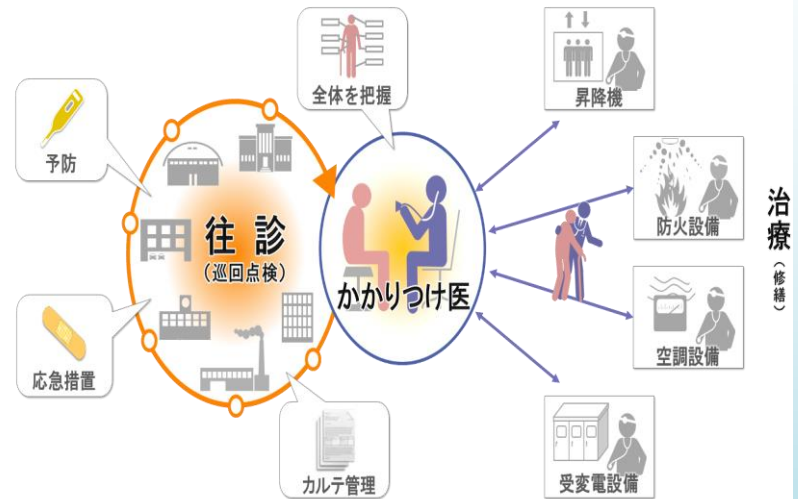 全体を把握
昇降機
予防
往診
(巡回点検)
かかりつけ医
防火設備
治療
(修繕)
応急措置
空調設備
カルテ管理
受変電設備